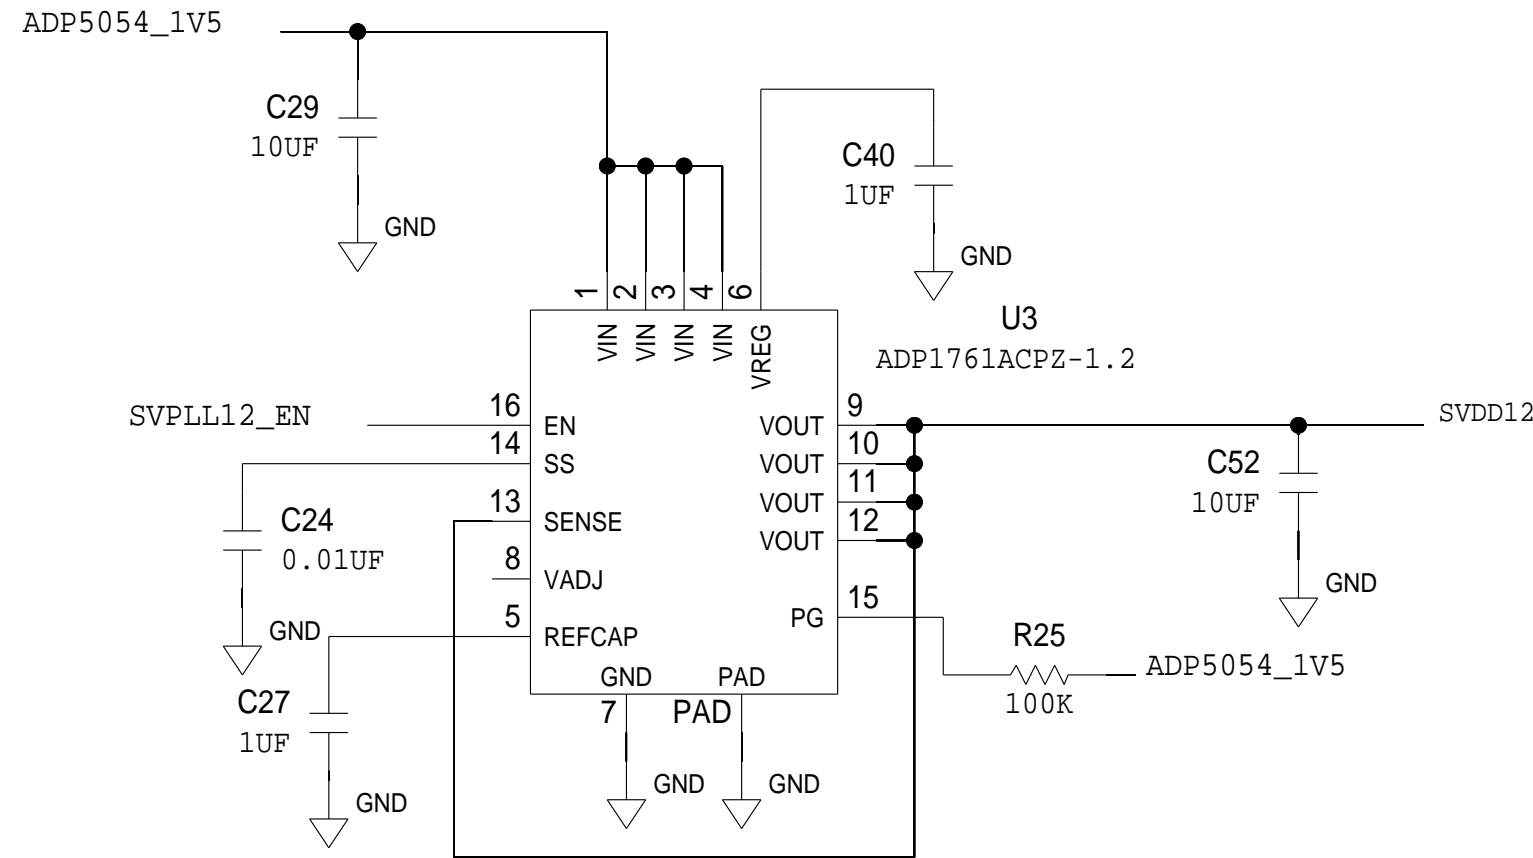 ADP5054_1V5
C29
10UF
GND
C40
1UF
GND
1
2
3
4
6
VIN
VIN
VIN
VIN
VREG
U3
ADP1761ACPZ-1.2
SVPLL12_EN
16
EN
14
SS
13
SENSE
8
VADJ
5
REFCAP
VOUT
9
VOUT
10
VOUT
11
VOUT
12
PG
15
SVDD12
C52
10UF
GND
C24
0.01UF
GND
R25
100K
ADP5054_1V5
GND
PAD
7
PAD
C27
1UF
GND
GND
GND